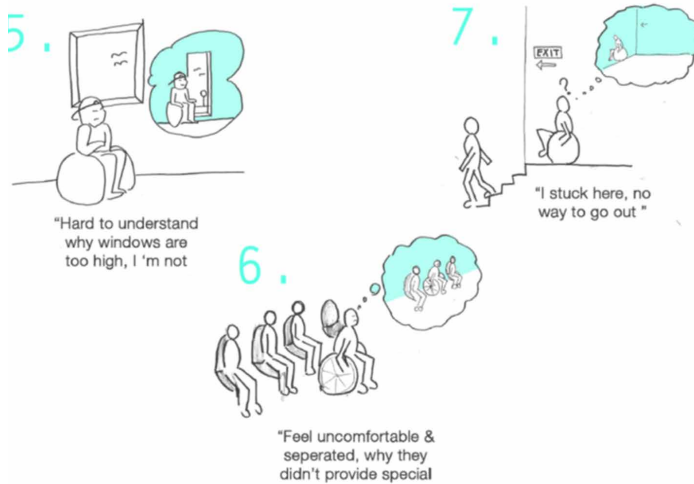 5.
"Hard to understand
why windows are
too high, I 'm not
6.
"Feel uncomfortable &
seperated, why they
didn't provide special
7.
EXIT
?
"I stuck here, no
way to go out "